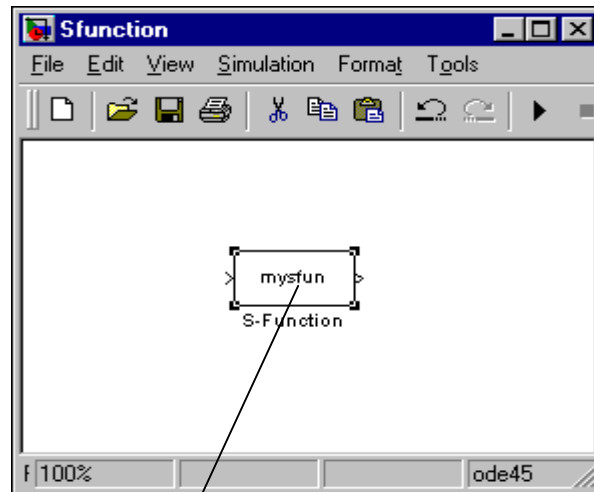 Sfunction
File Edit View Simulation Format Tools
mysfun
S-Function
100% ode45